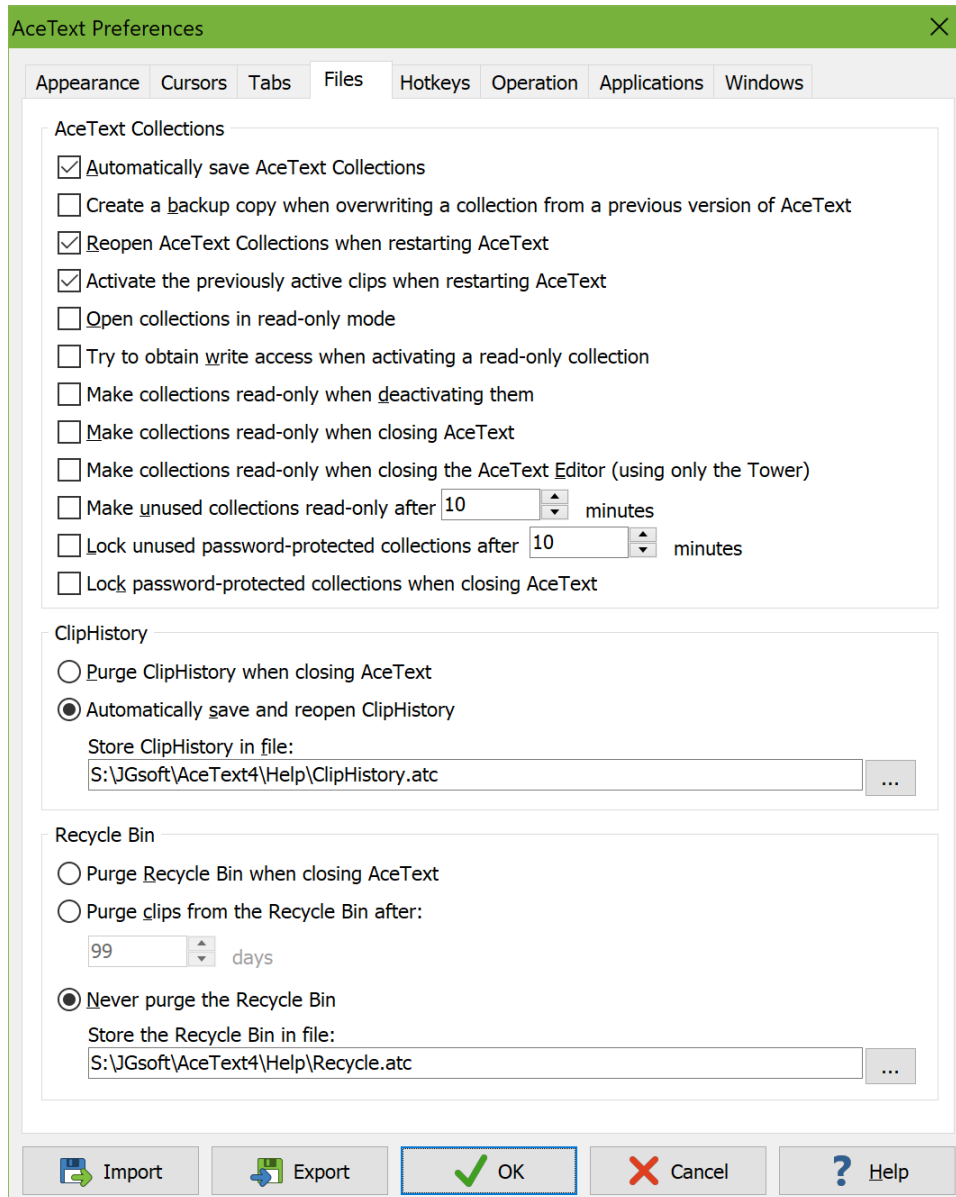 AceText Preferences
Appearance Cursors Tabs Files Hotkeys Operation Applications Windows
AceText Collections
Automatically save AceText Collections
Create a backup copy when overwriting a collection from a previous version of AceText
Reopen AceText Collections when restarting AceText
Activate the previously active clips when restarting AceText
Open collections in read-only mode
Try to obtain write access when activating a read-only collection
Make collections read-only when deactivating them
Make collections read-only when closing AceText
Make collections read-only when closing the AceText Editor (using only the Tower)
Make unused collections read-only after 10 minutes
Lock unused password-protected collections after 10 minutes
Lock password-protected collections when closing AceText
ClipHistory
Purge ClipHistory when closing AceText
Automatically save and reopen ClipHistory
Store ClipHistory in file:
S:\JGsoft\AceText4\Help\ClipHistory.atc ...
Recycle Bin
Purge Recycle Bin when closing AceText
Purge clips from the Recycle Bin after:
99 days
Never purge the Recycle Bin
Store the Recycle Bin in file:
S:\JGsoft\AceText4\Help\Recycle.atc ...
Import Export OK Cancel ? Help